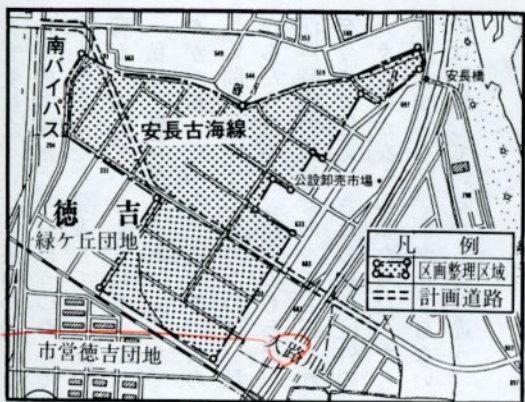 南バイパス
安長古海線
安長橋
公設卸売市場
徳吉
緑ケ丘団地
市営徳吉団地
大路
凡例
区画整理区域
計画道路